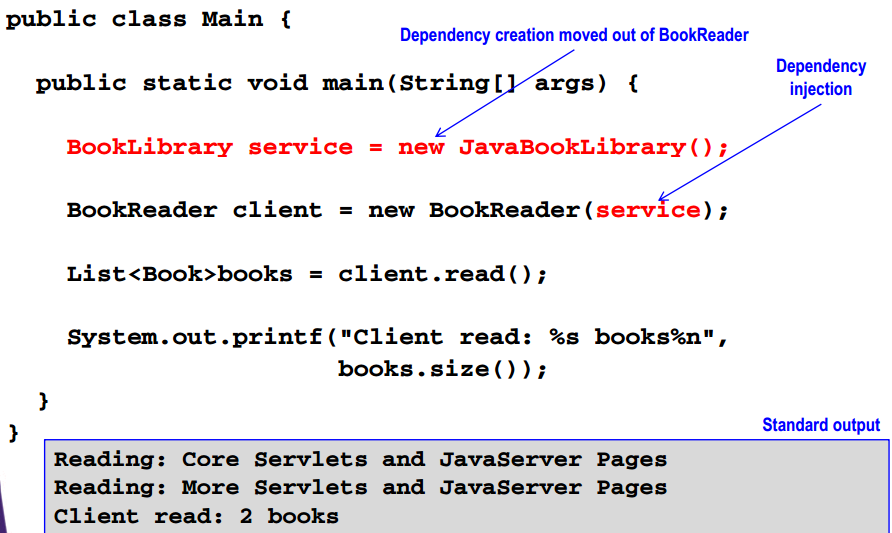 public class Main {
Dependency creation moved out of BookReader
Dependency
injection
public static void main(String[] args) {
BookLibrary service = new JavaBookLibrary();
BookReader client = new BookReader(service);
List<Book>books = client.read();
System.out.printf("Client read: %s books%n",
books.size());
}
}
Standard output
Reading: Core Servlets and JavaServer Pages
Reading: More Servlets and JavaServer Pages
Client read: 2 books